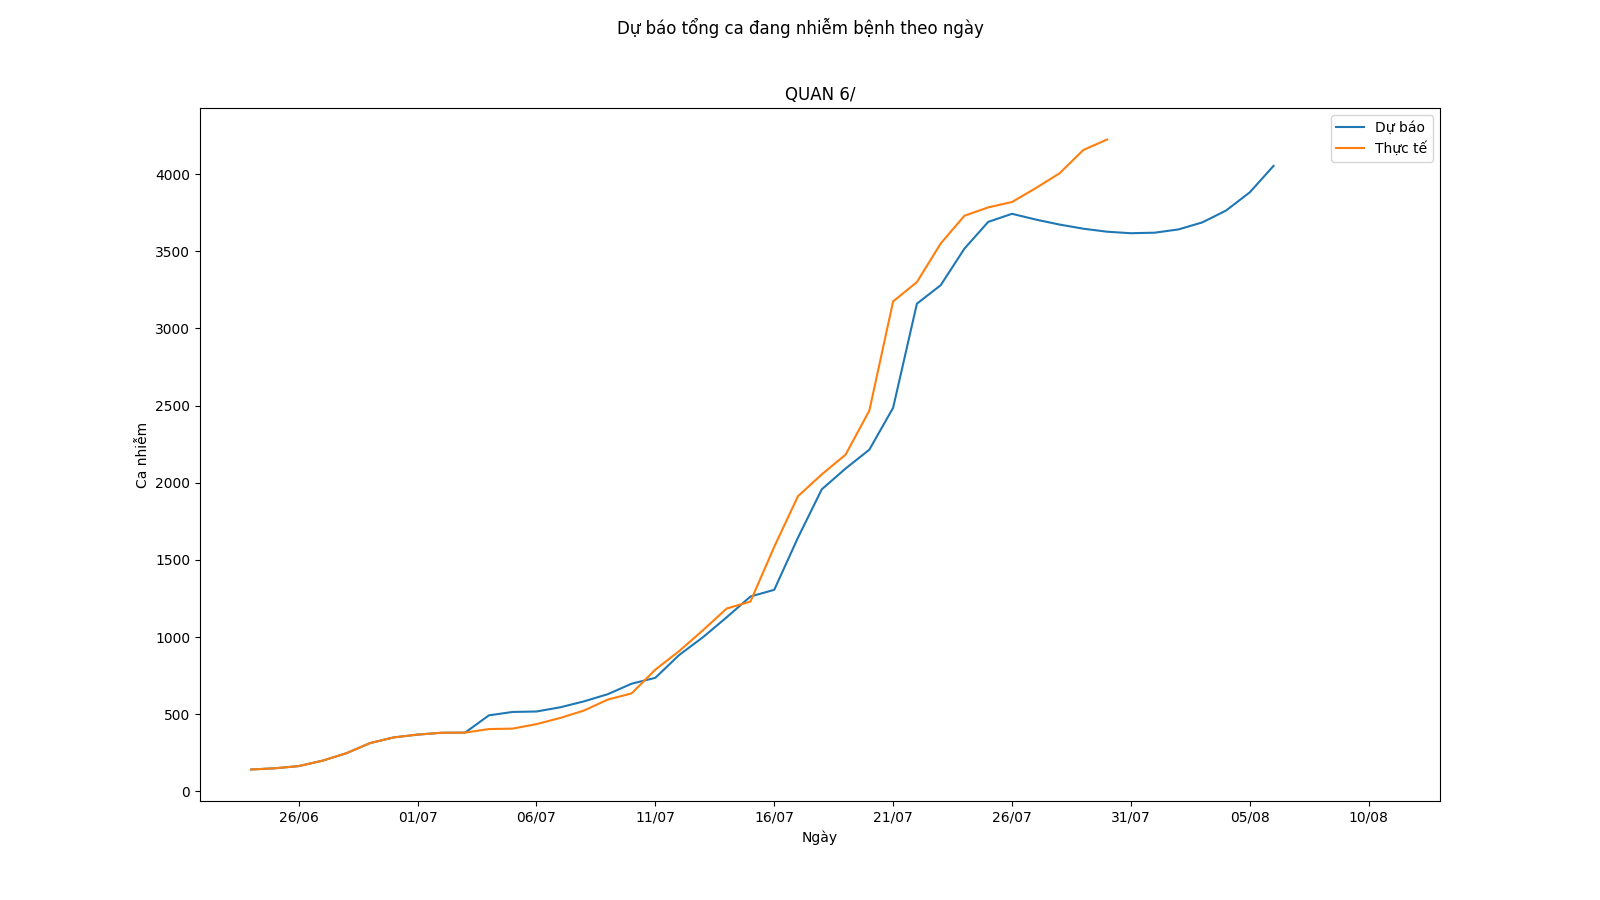 Dự báo tổng ca đang nhiễm bệnh theo ngày
QUAN 6/
Dự báo
Thực tế
4000
3500
3000
2500
2000
1500
1000
500
0
Ca nhiễm
26/06 01/07 06/07 11/07 16/07 21/07 26/07 31/07 05/08 10/08
Ngày